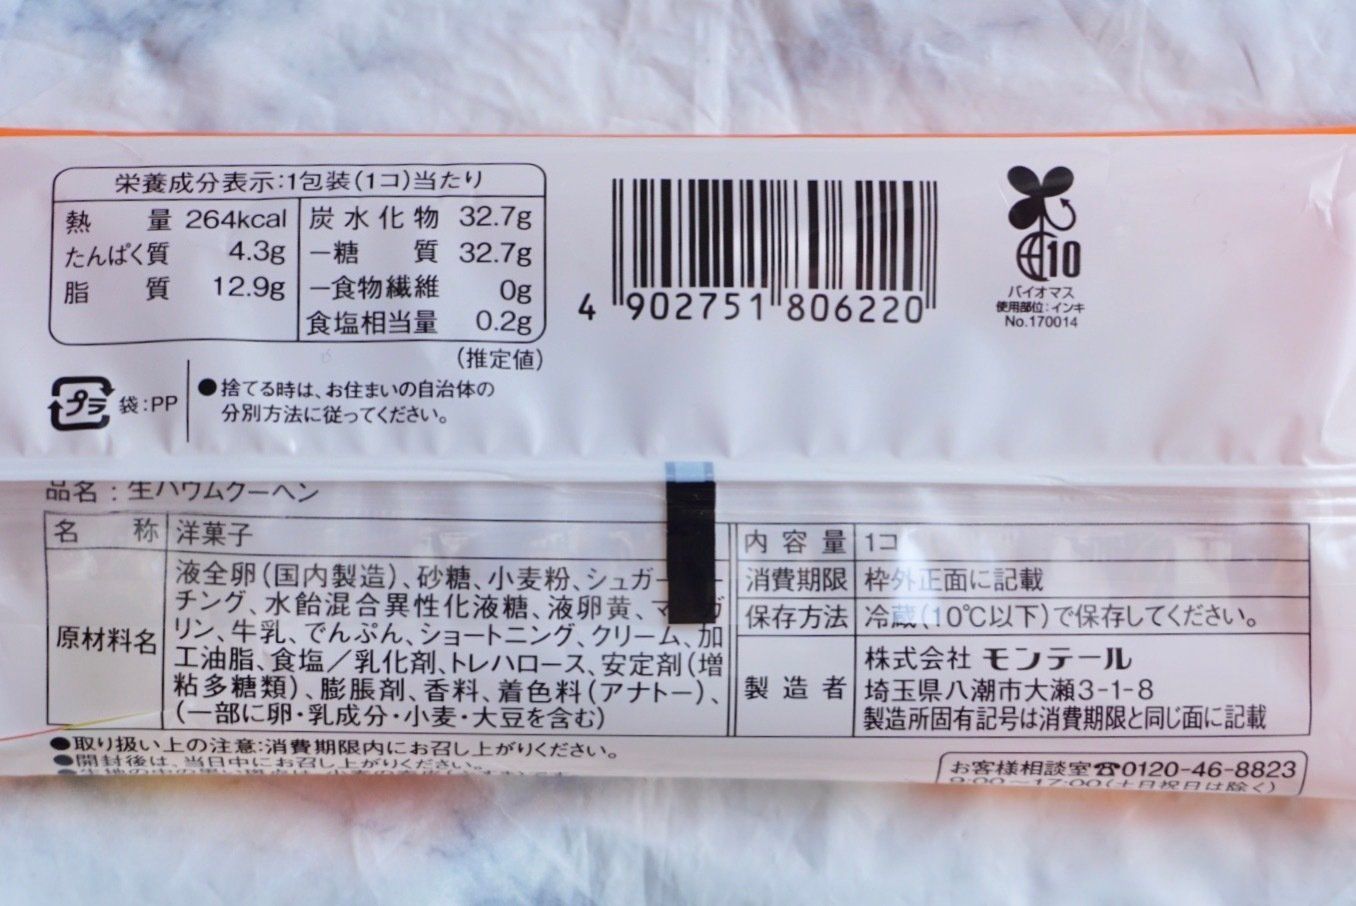 栄養成分表示:1包装(1コ)当たり
熱量 264kcal
たんぱく質 4.3g
脂質 12.9g
炭水化物 32.7g
−糖質 32.7g
−食物繊維 0g
食塩相当量 0.2g
(推定値)
プラ 袋:PP
●捨てる時は、お住まいの自治体の
分別方法に従ってください。
4 902751 806220
10
バイオマス
使用部位:インキ
No.170014
品名:生バウムクーヘン
名称 洋菓子
原材料名
液全卵(国内製造)、砂糖、小麦粉、シュガー
チング、水飴混合異性化液糖、液卵黄、マ ガ
リン、牛乳、でんぷん、ショートニング、クリーム、加
工油脂、食塩/乳化剤、トレハロース、安定剤(増
粘多糖類)、膨脹剤、香料、着色料(アナトー)、
(一部に卵・乳成分・小麦・大豆を含む)
内容量 1コ
消費期限 枠外正面に記載
保存方法 冷蔵(10℃以下)で保存してください。
製造者
株式会社 モンテール
埼玉県八潮市大瀬3-1-8
製造所固有記号は消費期限と同じ面に記載
●取り扱い上の注意:消費期限内にお召し上がりください。
●開封後は、当日中にお召し上がりください。
お客様相談室☎0120-46-8823
9:00〜17:00(土日祝日は除く)